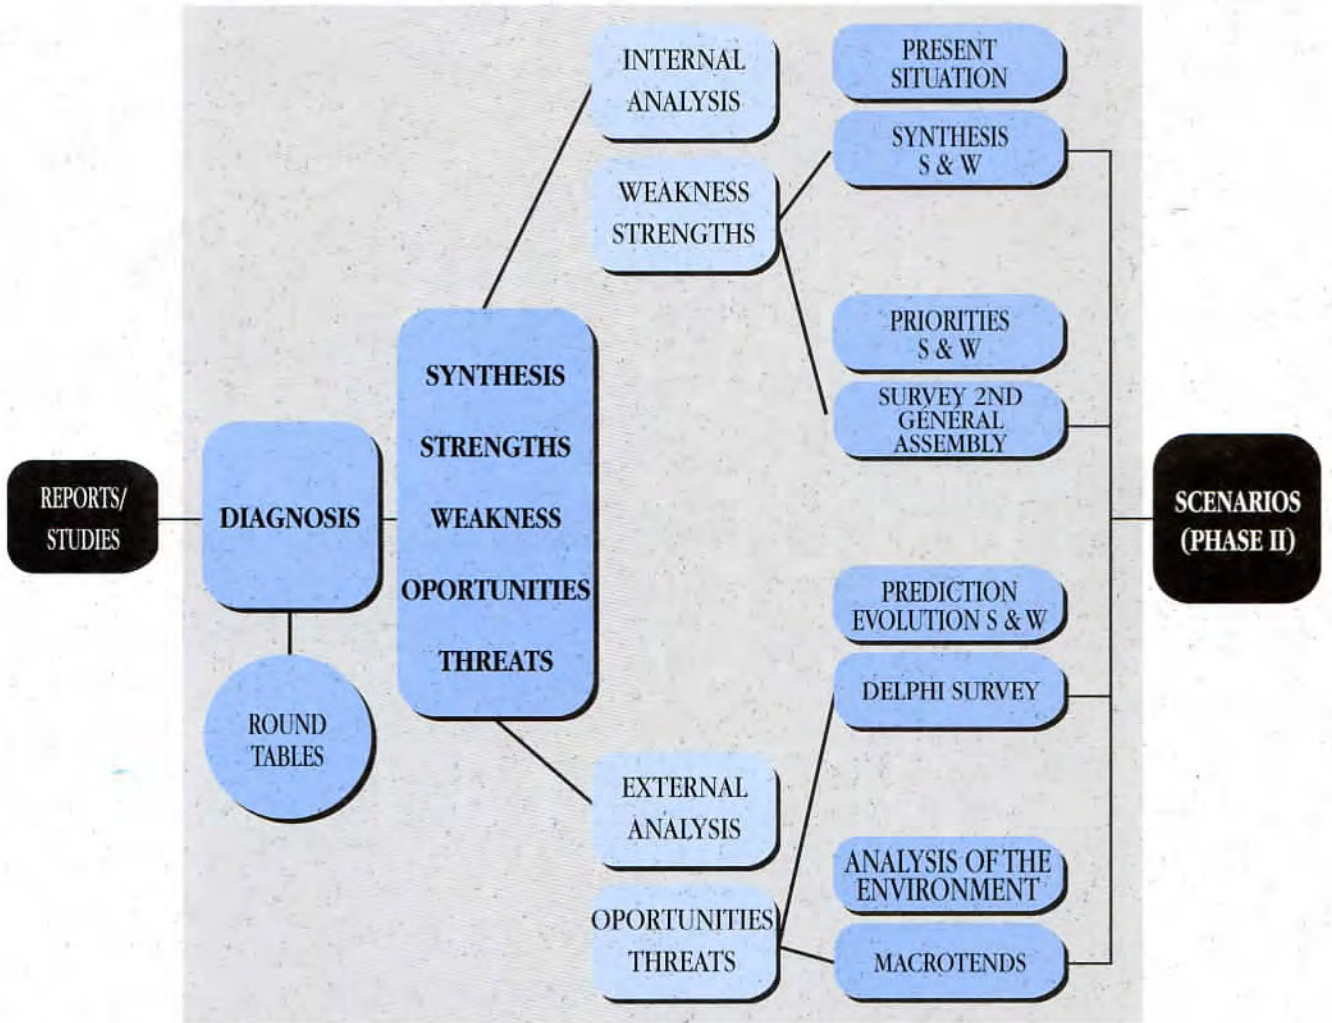 REPORTS/
STUDIES
DIAGNOSIS
ROUND
TABLES
SYNTHESIS
STRENGTHS
WEAKNESS
OPORTUNITIES
THREATS
INTERNAL
ANALYSIS
WEAKNESS
STRENGTHS
EXTERNAL
ANALYSIS
OPORTUNITIES
THREATS
PRESENT
SITUATION
SYNTHESIS
S & W
PRIORITIES
S & W
SURVEY 2ND
GENERAL
ASSEMBLY
PREDICTION
EVOLUTION S & W
DELPHI SURVEY
ANALYSIS OF THE
ENVIRONMENT
MACROTENDS
SCENARIOS
(PHASE II)